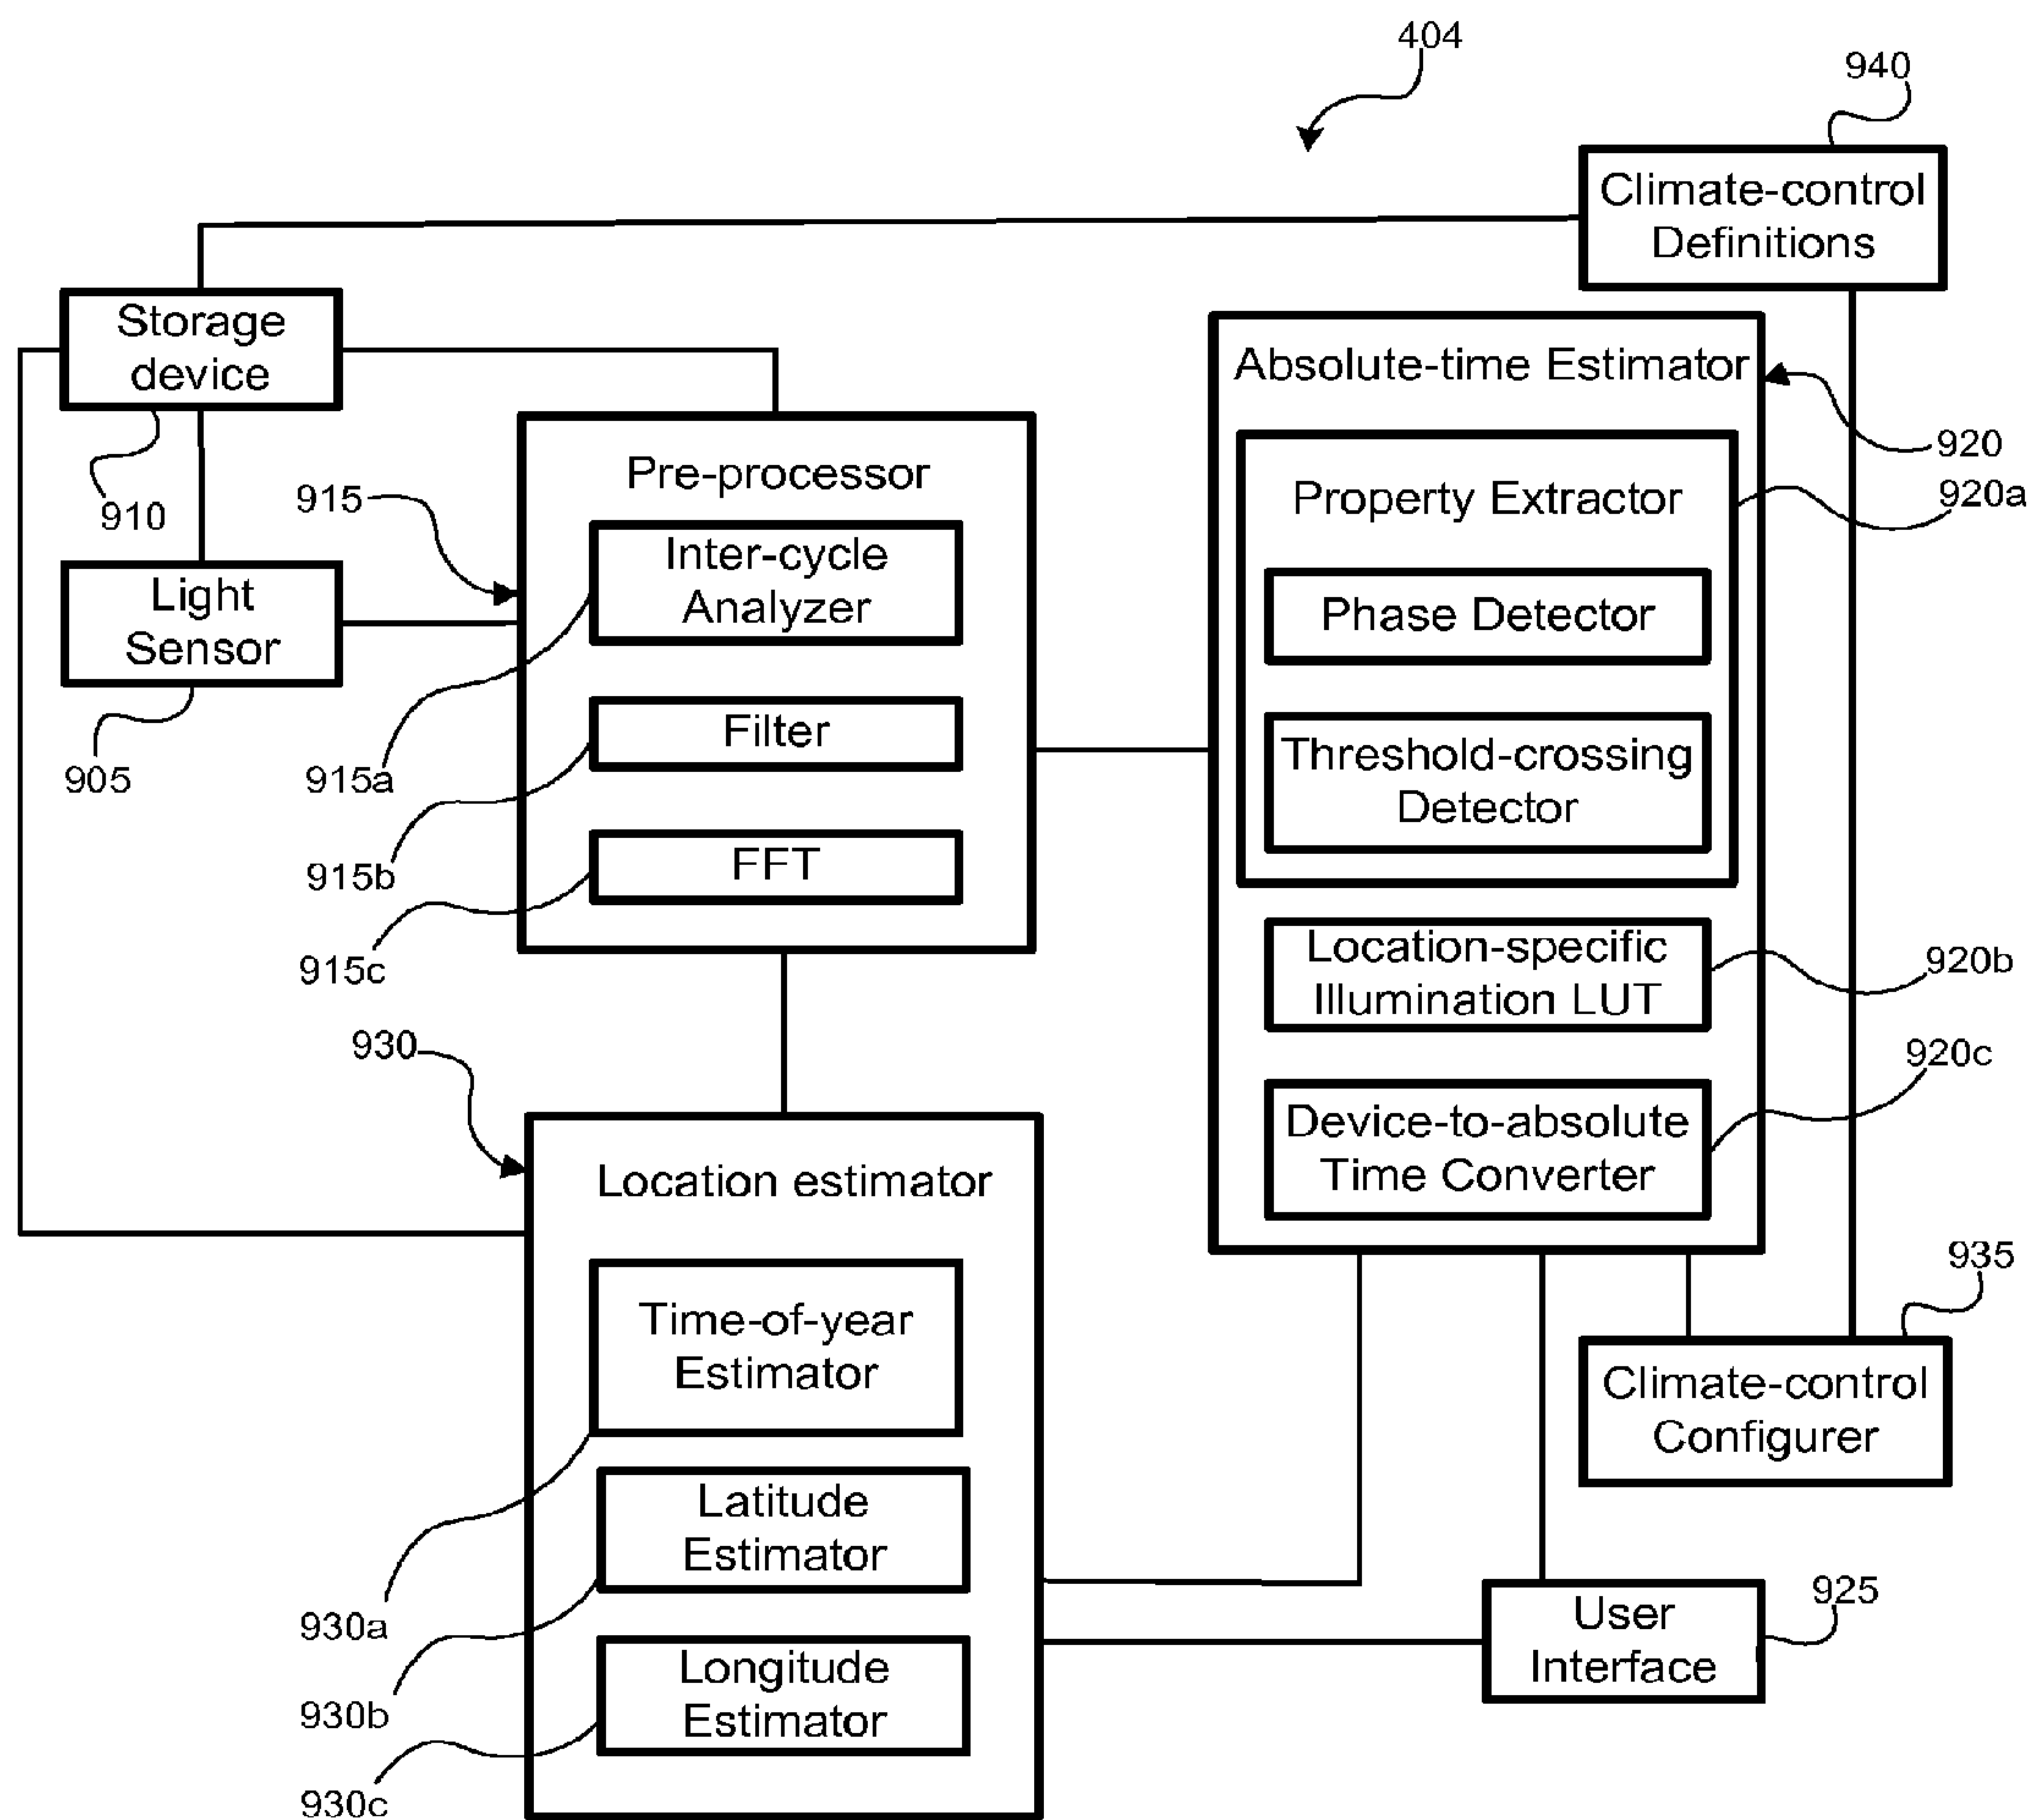 404
940
Climate-control
Definitions
Storage
device
910
Light
Sensor
905
915
Pre-processor
Inter-cycle
Analyzer
915a
Filter
915b
FFT
915c
Absolute-time Estimator
920
Property Extractor
920a
Phase Detector
Threshold-crossing
Detector
Location-specific
Illumination LUT
920b
Device-to-absolute
Time Converter
920c
930
Location estimator
Time-of-year
Estimator
930a
Latitude
Estimator
930b
Longitude
Estimator
930c
935
Climate-control
Configurer
User
Interface
925